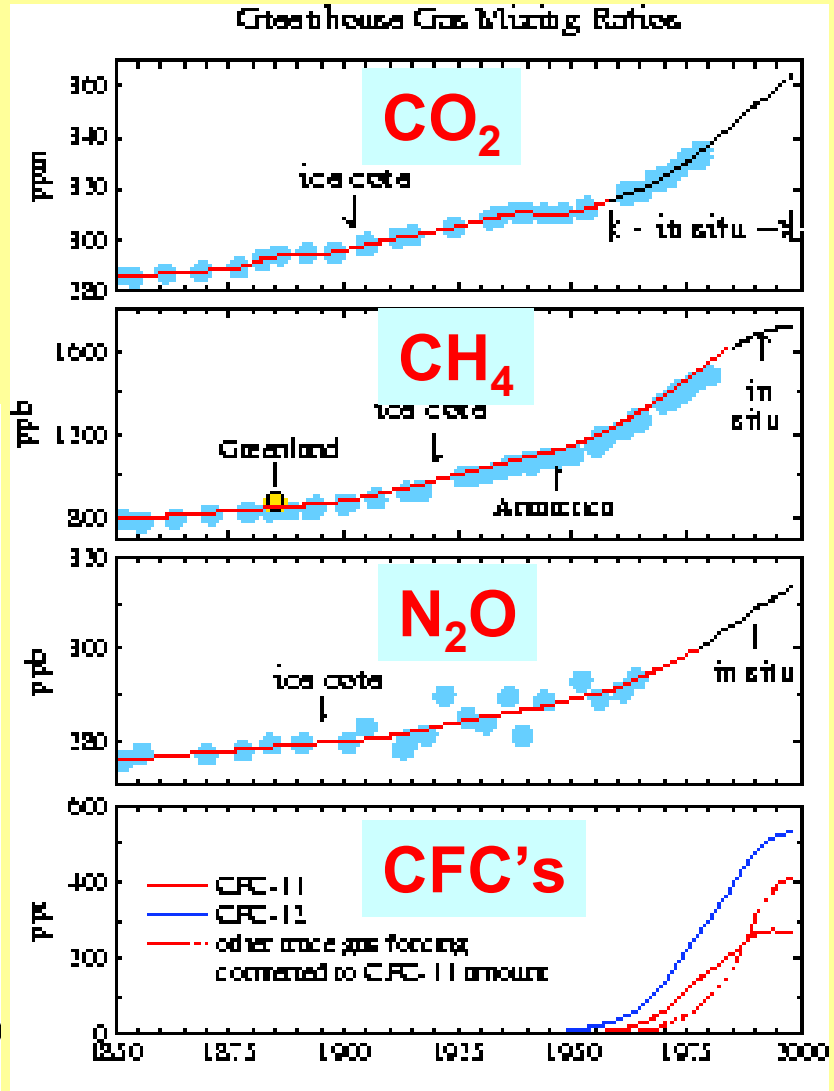 Greenhouse Gas Mixing Ratios
CO₂
360
340
320
300
280
ppm
ice core
in situ
CH₄
1600
1200
800
ppb
ice core
Greenland
Antarctica
in
situ
N₂O
320
300
280
ppb
ice core
in situ
CFC's
600
400
200
0
ppt
CFC-11
CFC-12
other trace gas forcing
converted to CFC-11 amount
1850 1875 1900 1925 1950 1975 2000